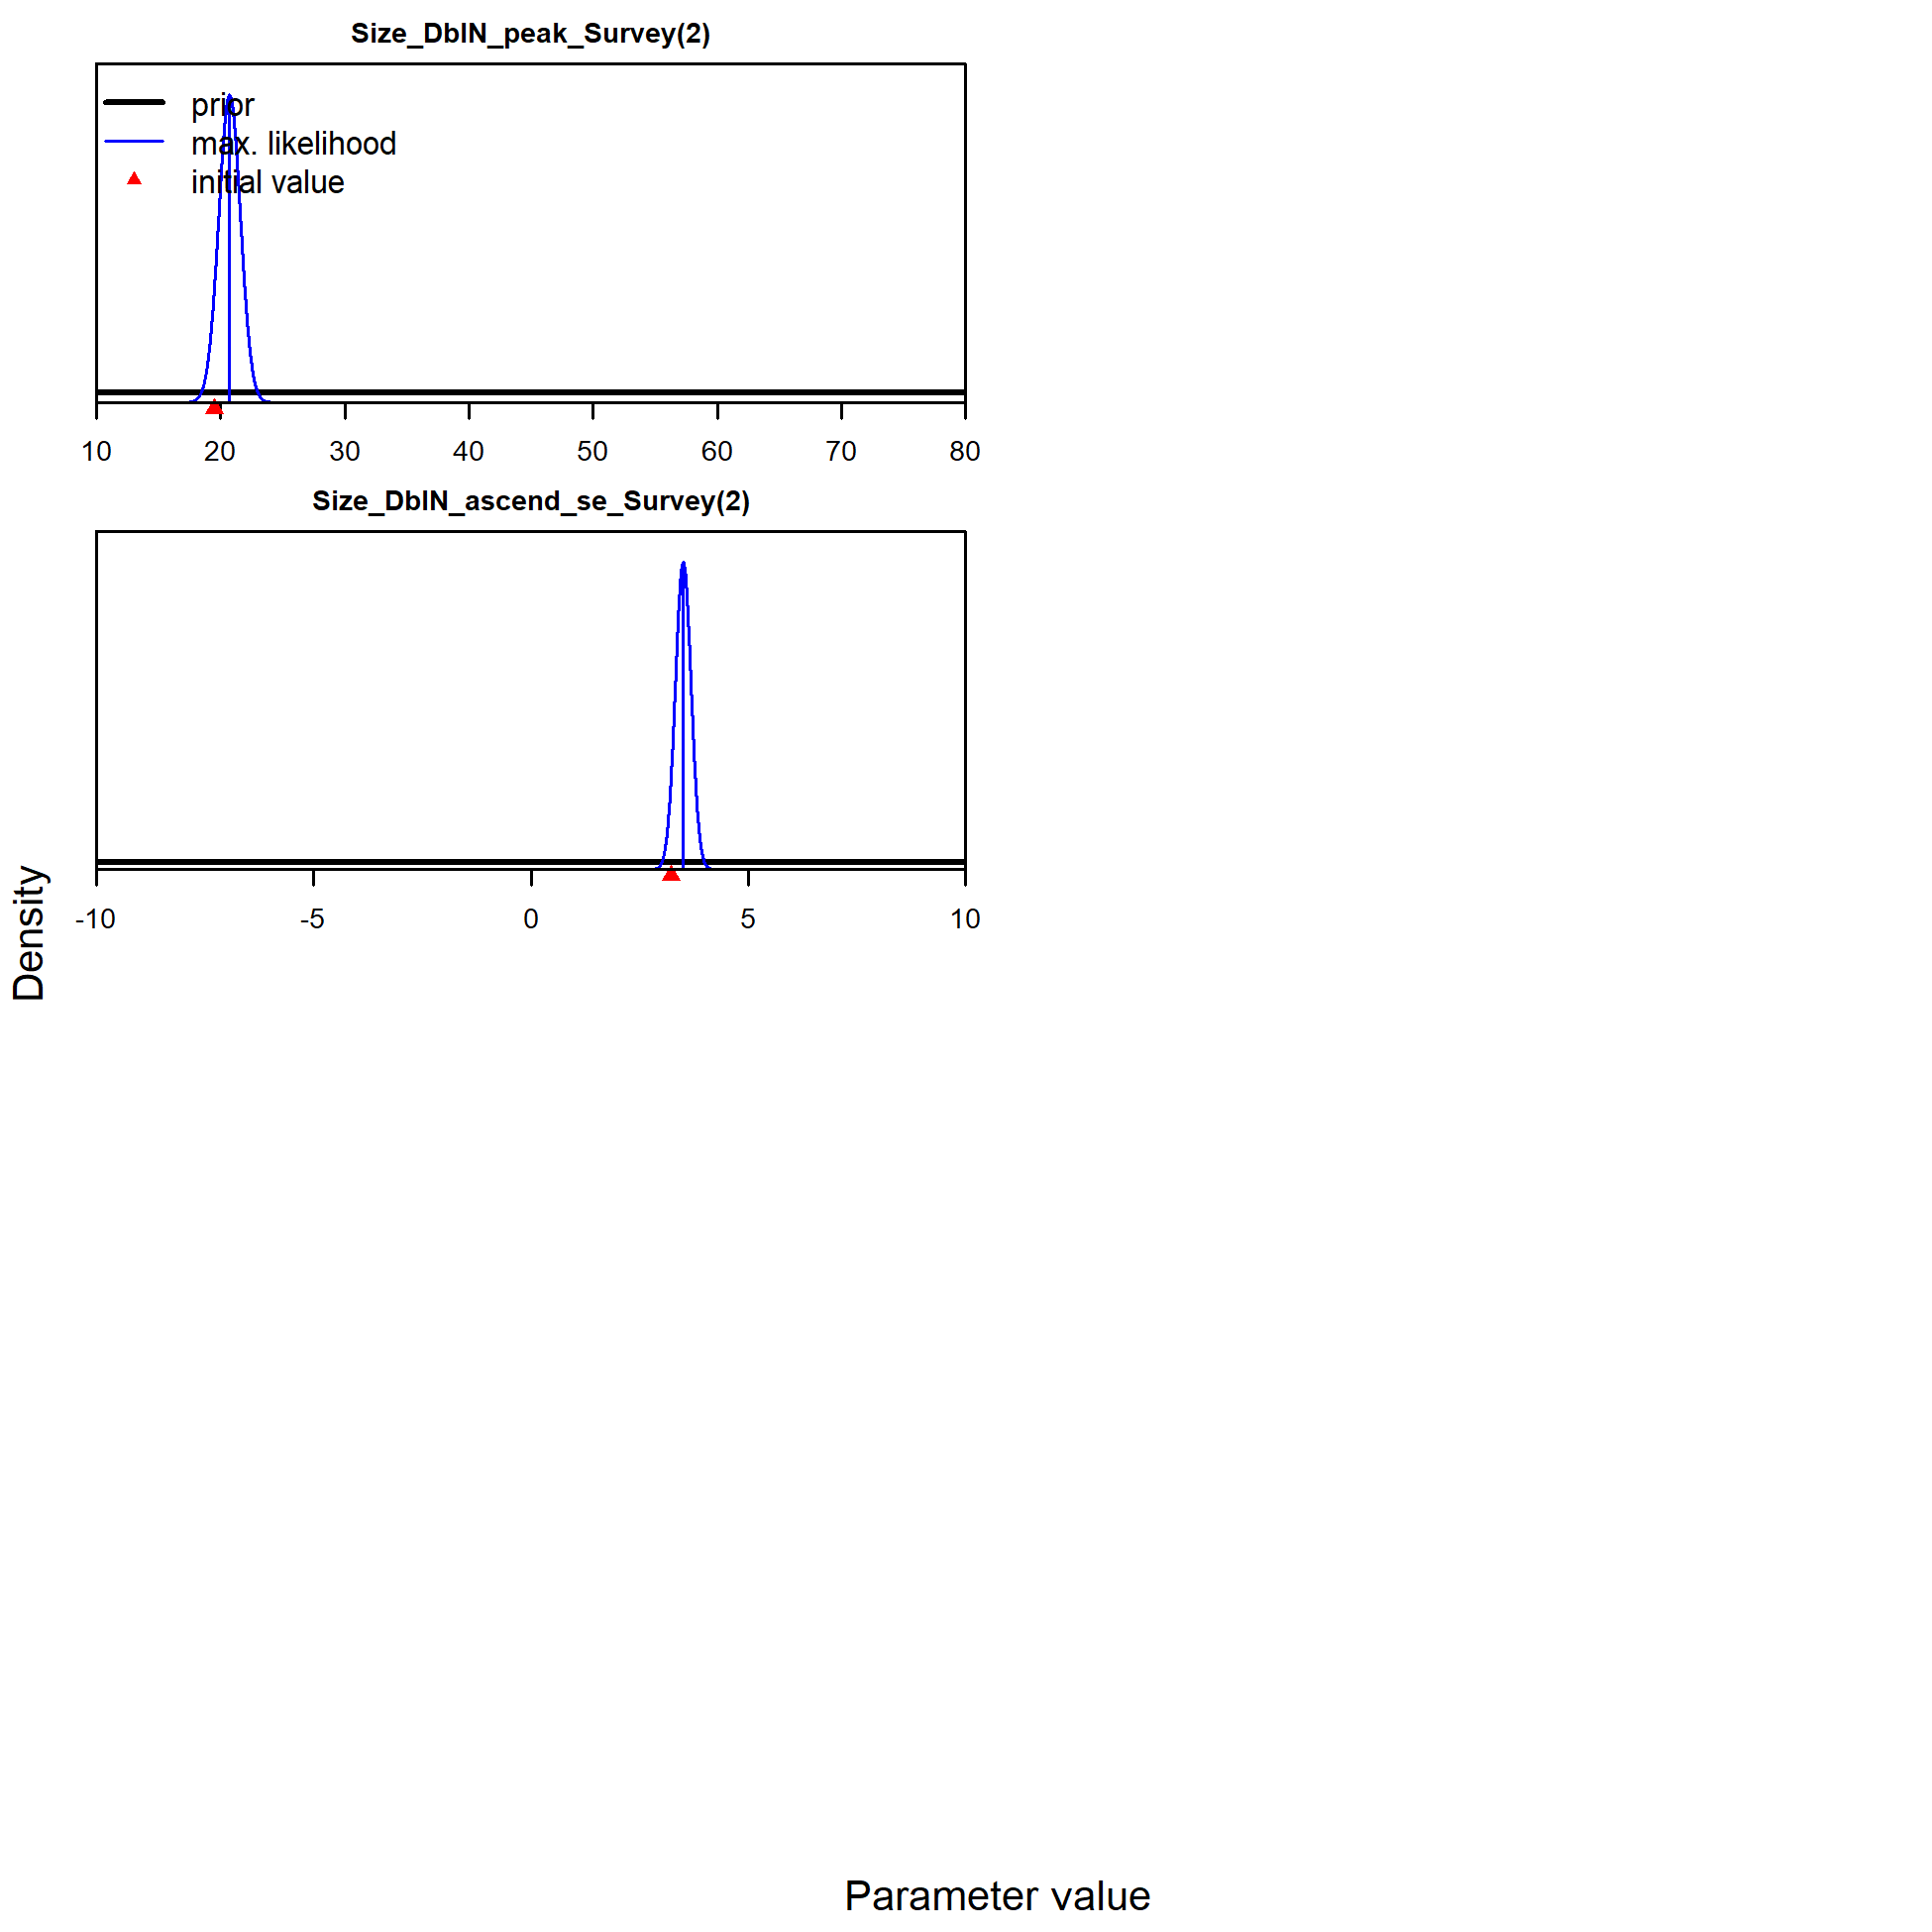 Size_DblN_peak_Survey(2)
prior
max. likelihood
initial value
10 20 30 40 50 60 70 80
Size_DblN_ascend_se_Survey(2)
-10 -5 0 5 10
Density
Parameter value